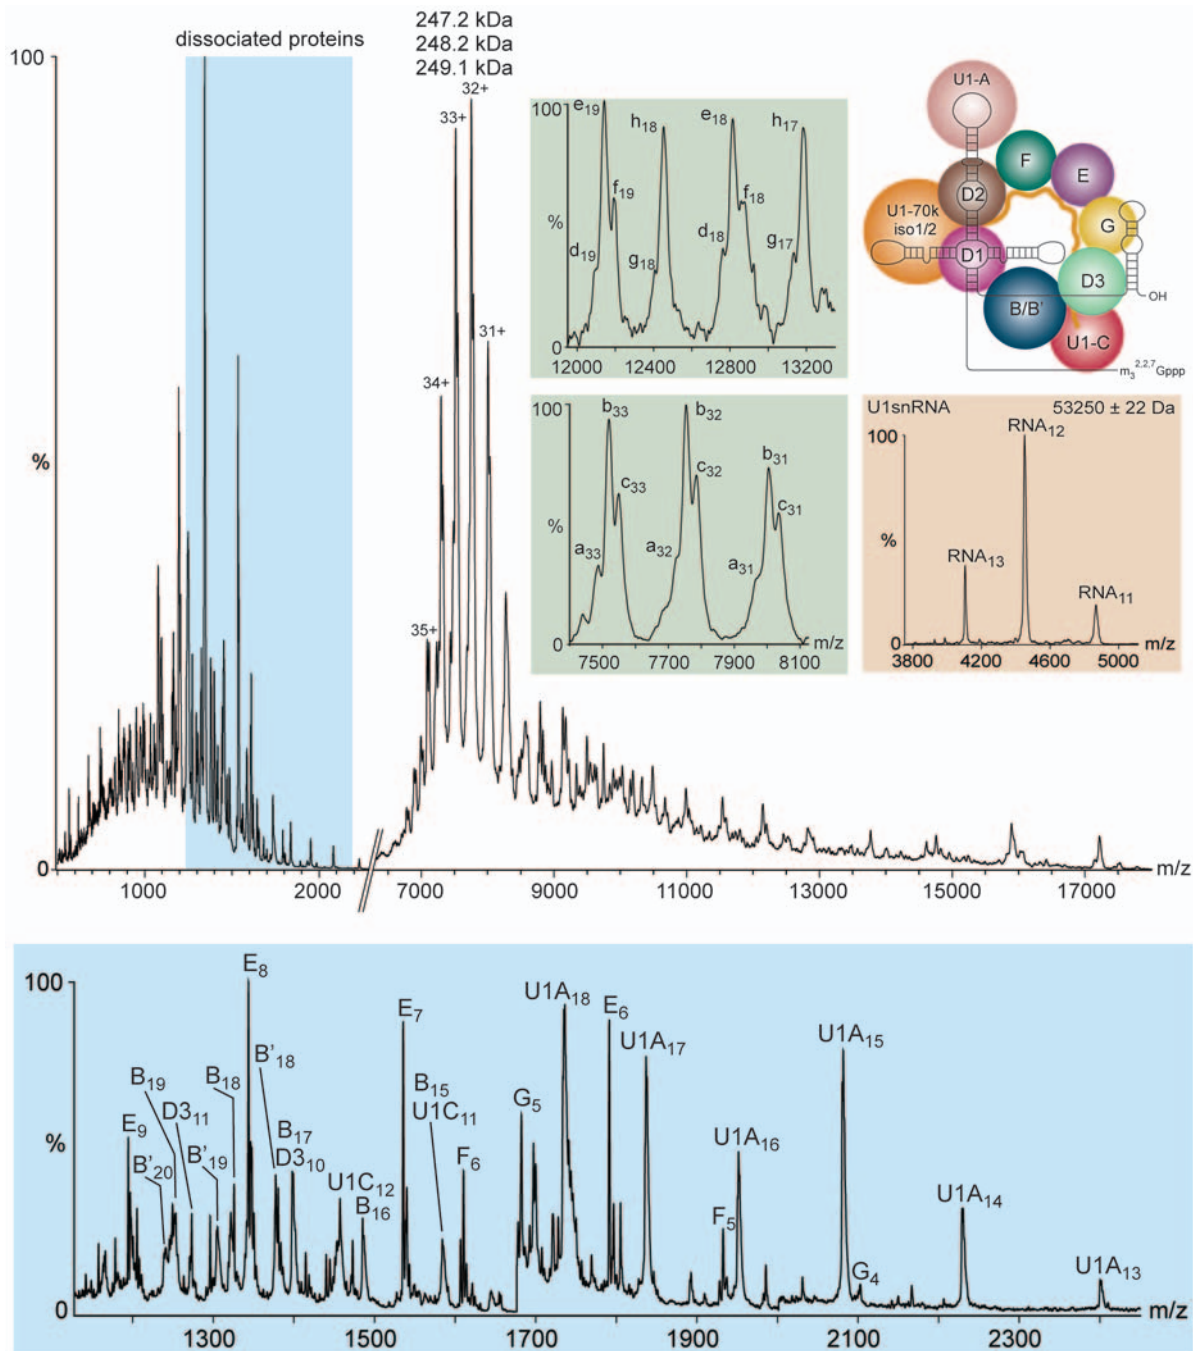 dissociated proteins
247.2 kDa
248.2 kDa
249.1 kDa
100
%
0
35+
34+
33+
32+
31+
1000 2000 7000 9000 11000 13000 15000 17000 m/z
100
%
0
d₁₉ e₁₉ f₁₉ g₁₈ h₁₈ d₁₈ e₁₈ f₁₈ g₁₇ h₁₇
12000 12400 12800 13200
100
%
0
a₃₃ b₃₃ c₃₃ a₃₂ b₃₂ c₃₂ a₃₁ b₃₁ c₃₁
7500 7700 7900 8100 m/z
U1-A
F
E
D2
U1-70k
iso1/2
G
D1
D3
B/B'
U1-C
OH
m₃²,²,⁷Gppp
U1snRNA 53250 ± 22 Da
100
%
0
RNA₁₃ RNA₁₂ RNA₁₁
3800 4200 4600 5000 m/z
100
%
0
E₉
B'₂₀
B₁₉
D3₁₁
B'₁₉
B₁₈
E₈
B'₁₈
B₁₇
D3₁₀
U1C₁₂
B₁₆
E₇
B₁₅
U1C₁₁
F₆
G₅
U1A₁₈
E₆
U1A₁₇
F₅
U1A₁₆
U1A₁₅
G₄
U1A₁₄
U1A₁₃
1300 1500 1700 1900 2100 2300 m/z